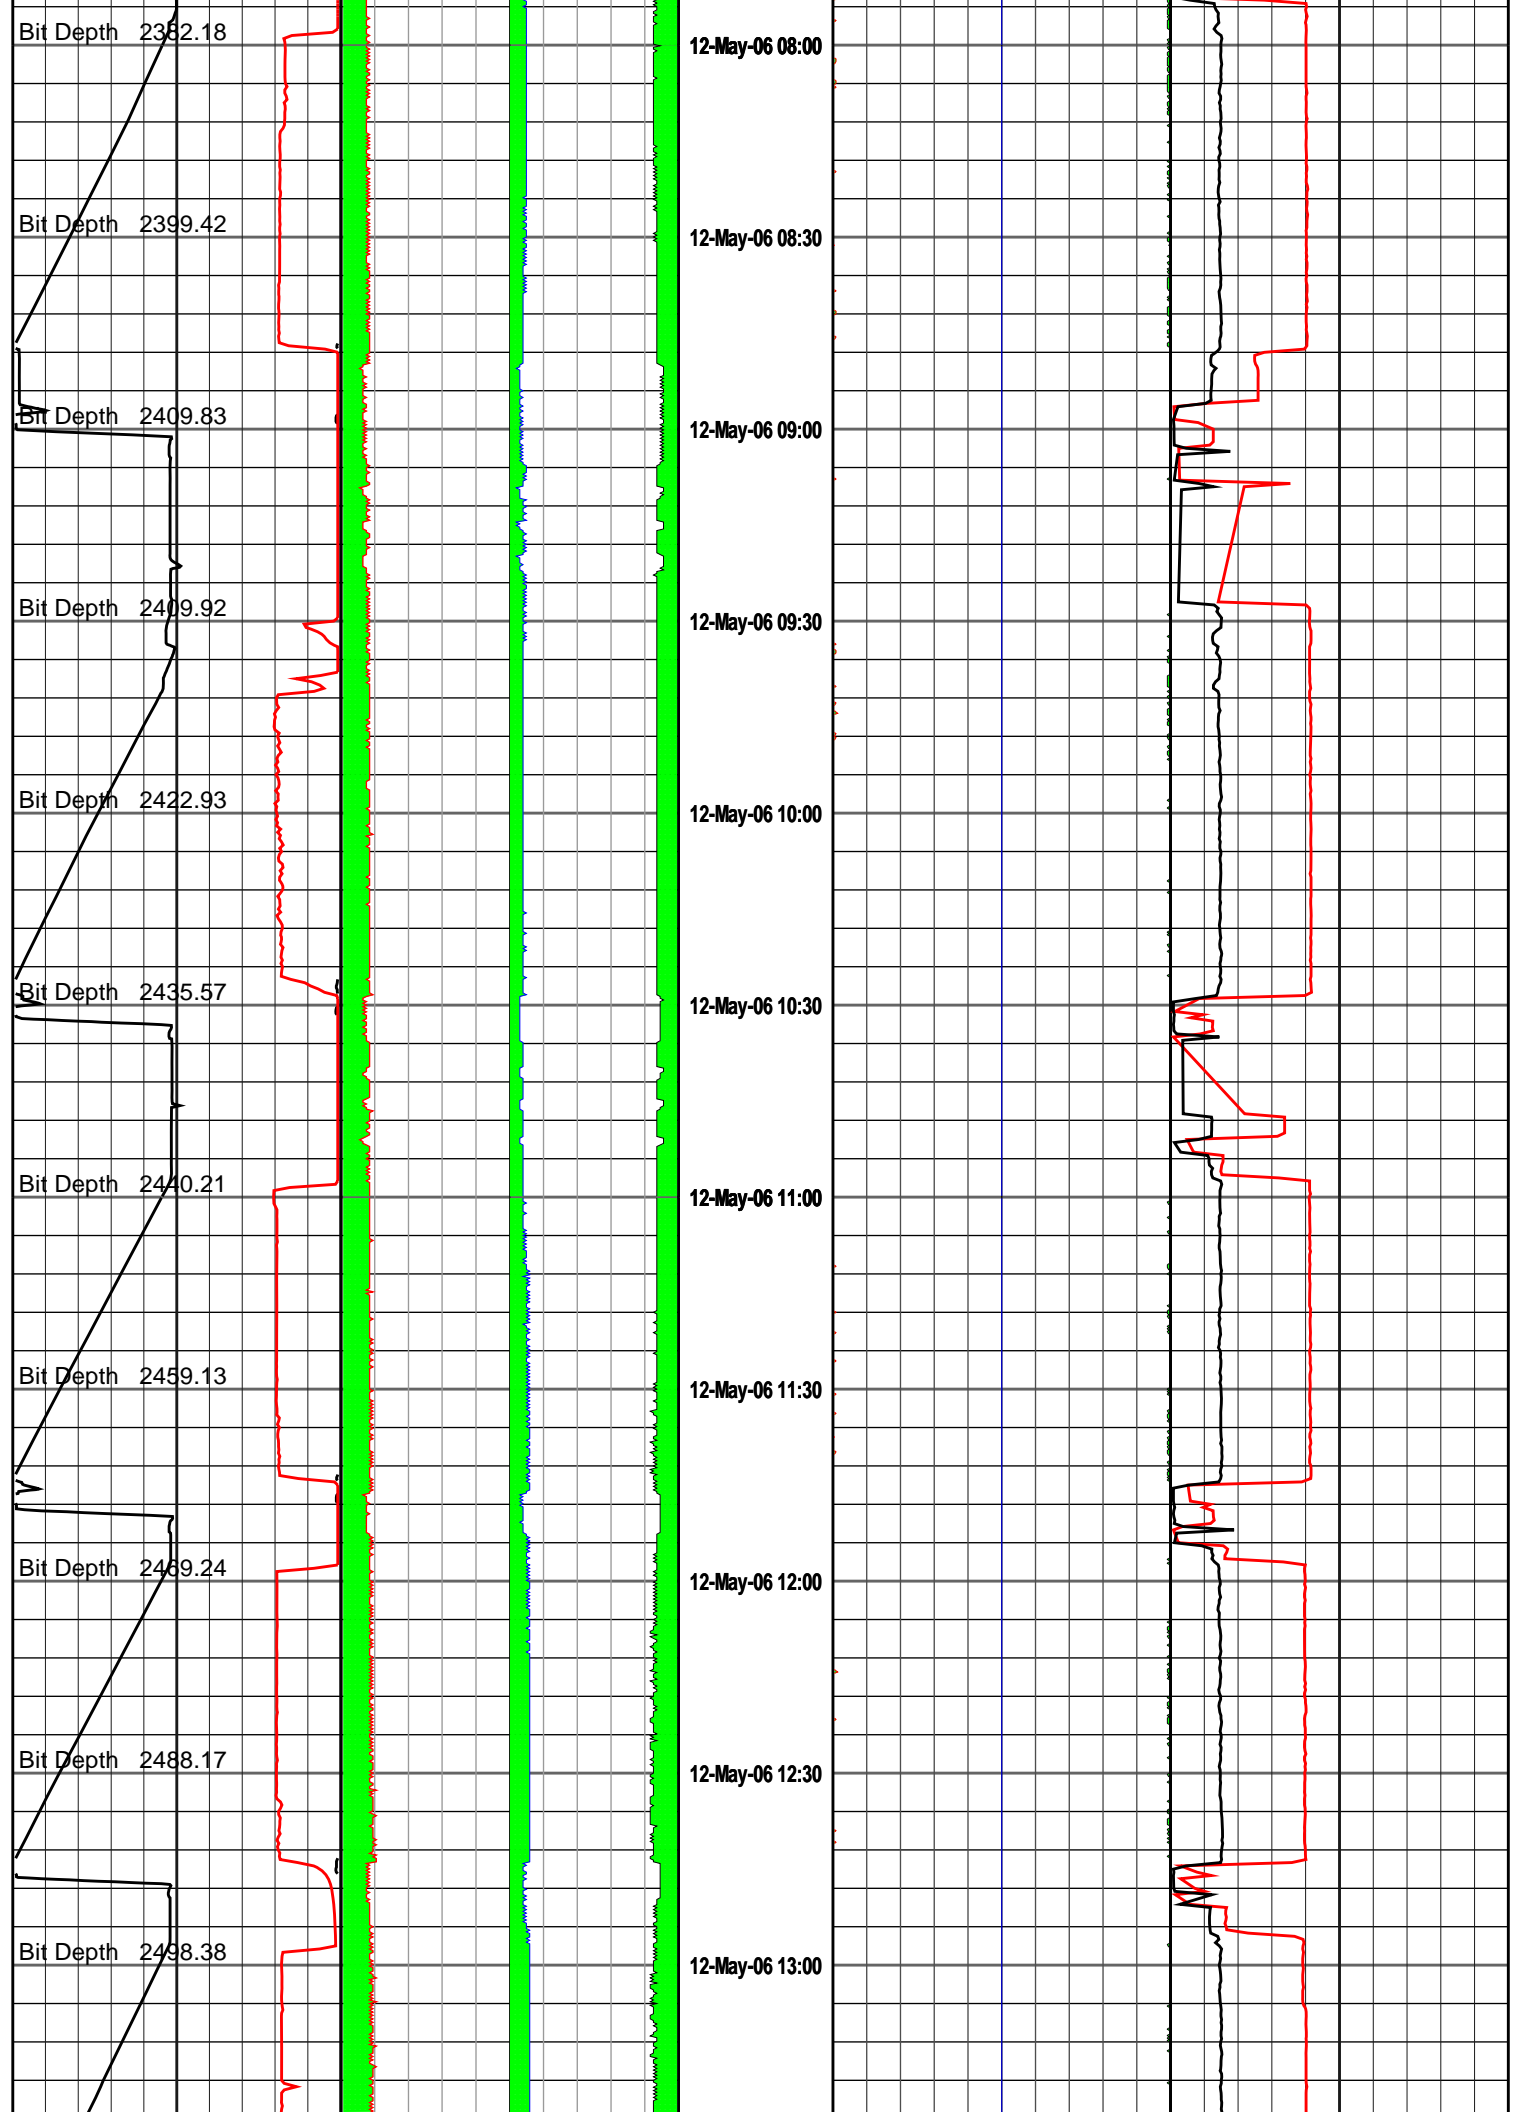 Bit Depth 2382.18
12-May-06 08:00
Bit Depth 2399.42
12-May-06 08:30
Bit Depth 2409.83
12-May-06 09:00
Bit Depth 2409.92
12-May-06 09:30
Bit Depth 2422.93
12-May-06 10:00
Bit Depth 2435.57
12-May-06 10:30
Bit Depth 2440.21
12-May-06 11:00
Bit Depth 2459.13
12-May-06 11:30
Bit Depth 2469.24
12-May-06 12:00
Bit Depth 2488.17
12-May-06 12:30
Bit Depth 2498.38
12-May-06 13:00